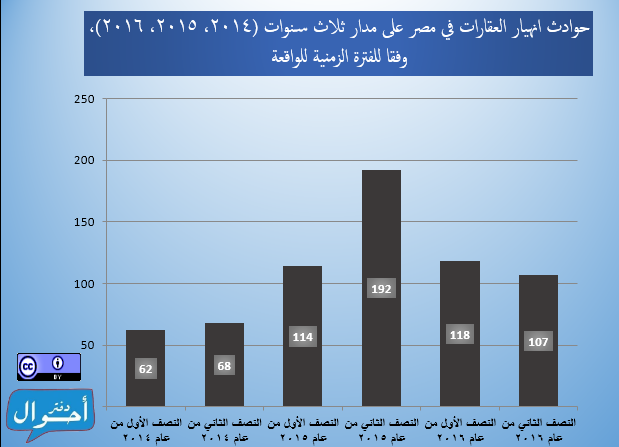 حوادث انهيار العقارات في مصر على مدار ثلاث سنوات (٢٠١٤، ٢٠١٥، ٢٠١٦)،
وفقا للفترة الزمنية للواقعة
250
200
150
100
50
62
68
114
192
118
107
النصف الأول من
عام ٢٠١٤
النصف الثاني من
عام ٢٠١٤
النصف الأول من
عام ٢٠١٥
النصف الثاني من
عام ٢٠١٥
النصف الأول من
عام ٢٠١٦
النصف الثاني من
عام ٢٠١٦
cc
BY
دفتر
أحوال